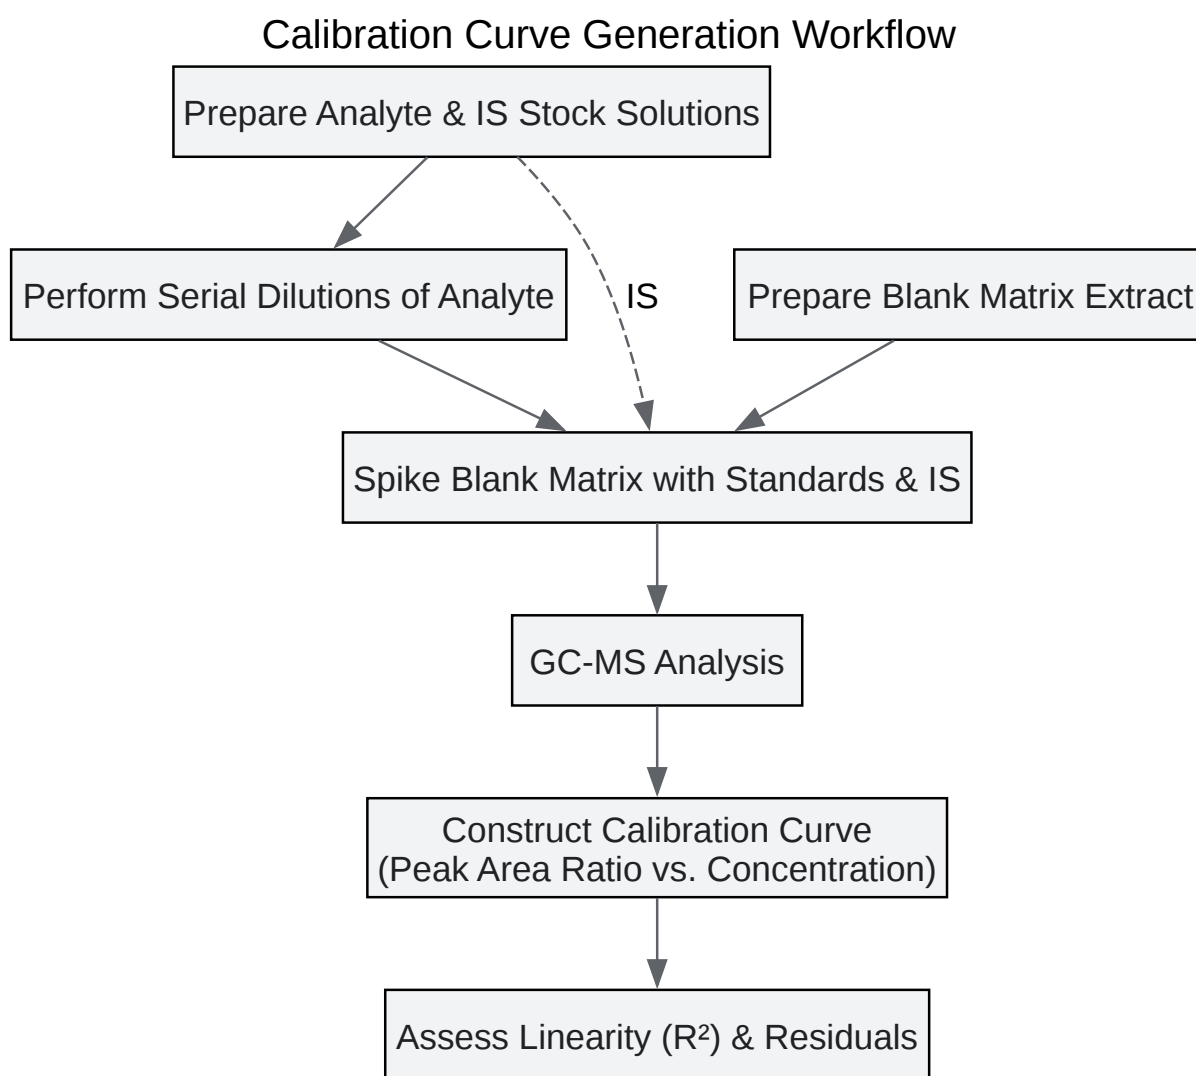 Calibration Curve Generation Workflow
Prepare Analyte & IS Stock Solutions
Perform Serial Dilutions of Analyte
IS
Prepare Blank Matrix Extract
Spike Blank Matrix with Standards & IS
GC-MS Analysis
Construct Calibration Curve
(Peak Area Ratio vs. Concentration)
Assess Linearity (R²) & Residuals